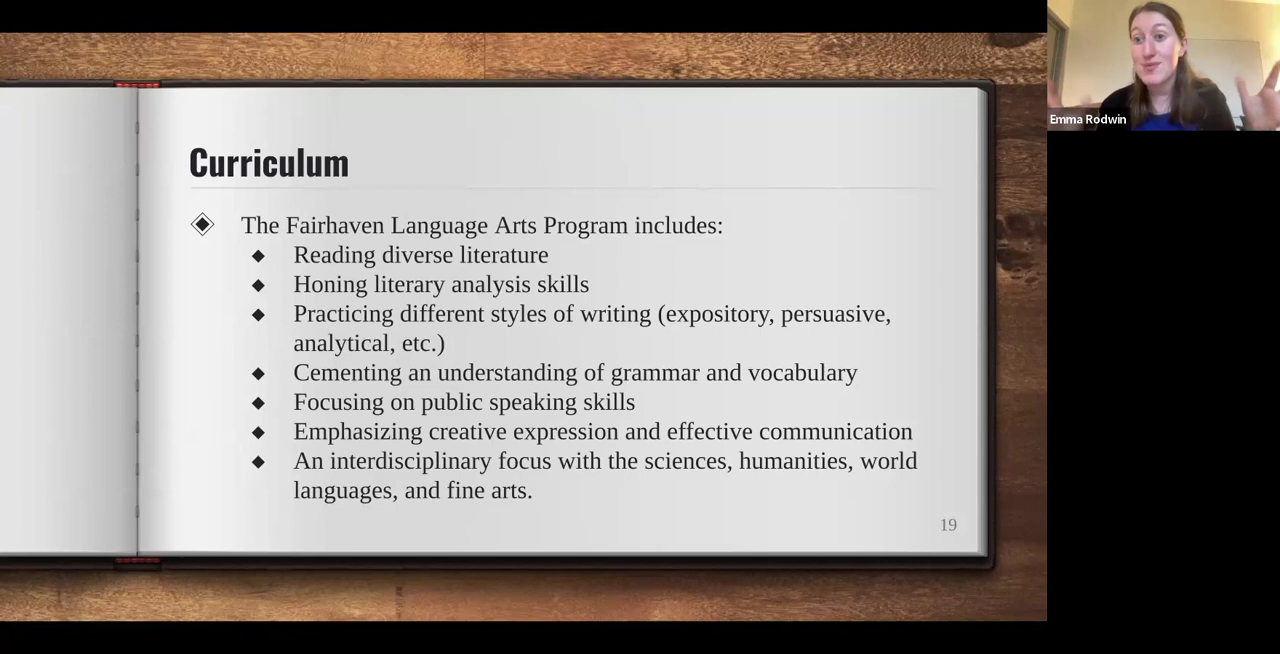 Curriculum
The Fairhaven Language Arts Program includes:
Reading diverse literature
Honing literary analysis skills
Practicing different styles of writing (expository, persuasive,
analytical, etc.)
Cementing an understanding of grammar and vocabulary
Focusing on public speaking skills
Emphasizing creative expression and effective communication
An interdisciplinary focus with the sciences, humanities, world
languages, and fine arts.
19
Emma Rodwin